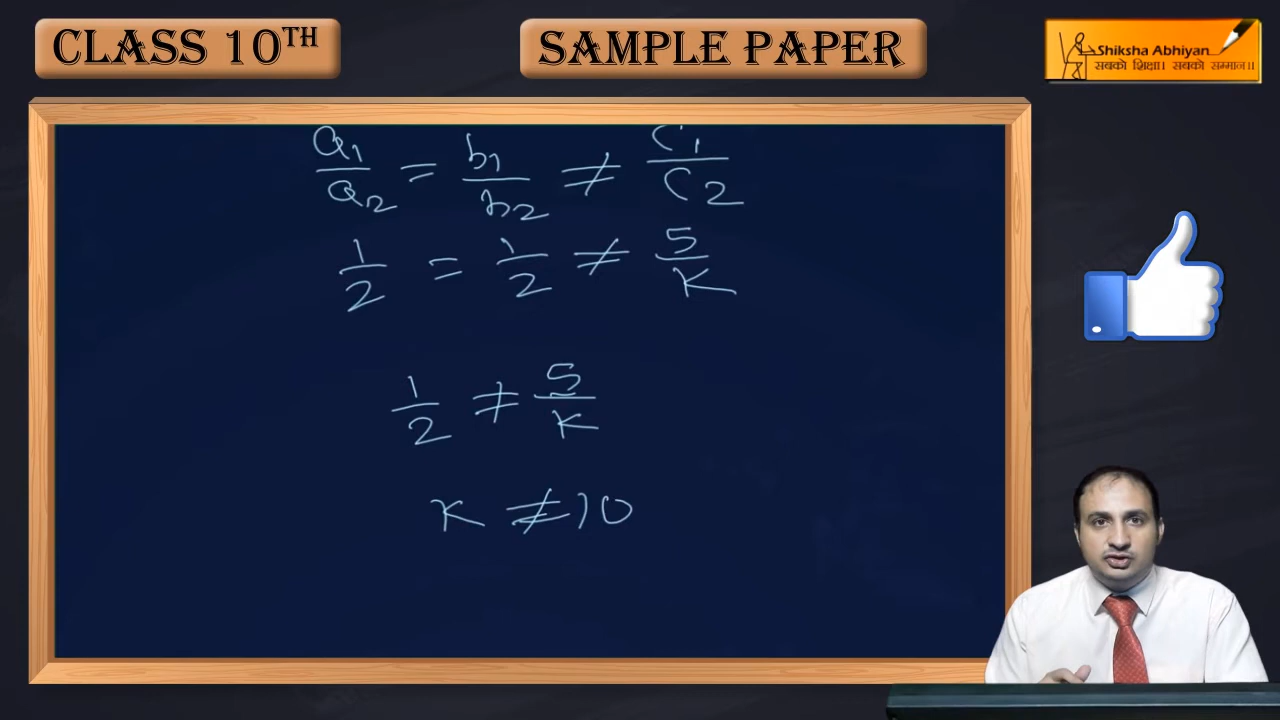 CLASS 10TH
SAMPLE PAPER
Shiksha Abhiyan
सबको शिक्षा। सबको सम्मान।।
a1/a2 = b1/b2 ≠ c1/c2
1/2 = 1/2 ≠ 5/K
1/2 ≠ 5/K
K ≠ 10